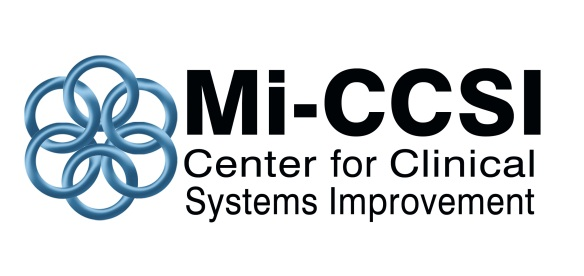 Mi-CCSI
Center for Clinical
Systems Improvement